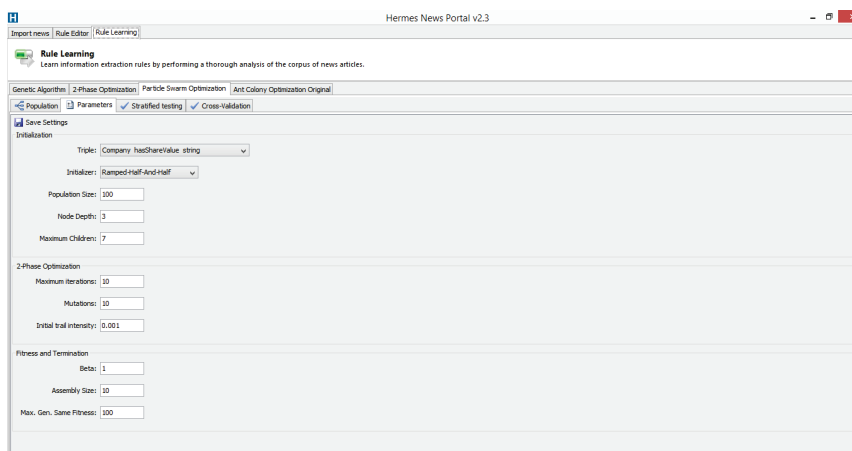 H Hermes News Portal v2.3
Import news Rule Editor Rule Learning
Rule Learning
Learn information extraction rules by performing a thorough analysis of the corpus of news articles.
Genetic Algorithm 2-Phase Optimization Particle Swarm Optimization Ant Colony Optimization Original
Population Parameters Stratified testing Cross-Validation
Save Settings
Initialization
Triple: Company hasShareValue string
Initializer: Ramped-Half-And-Half
Population Size: 100
Node Depth: 3
Maximum Children: 7
2-Phase Optimization
Maximum iterations: 10
Mutations: 10
Initial trail intensity: 0.001
Fitness and Termination
Beta: 1
Assembly Size: 10
Max. Gen. Same Fitness: 100